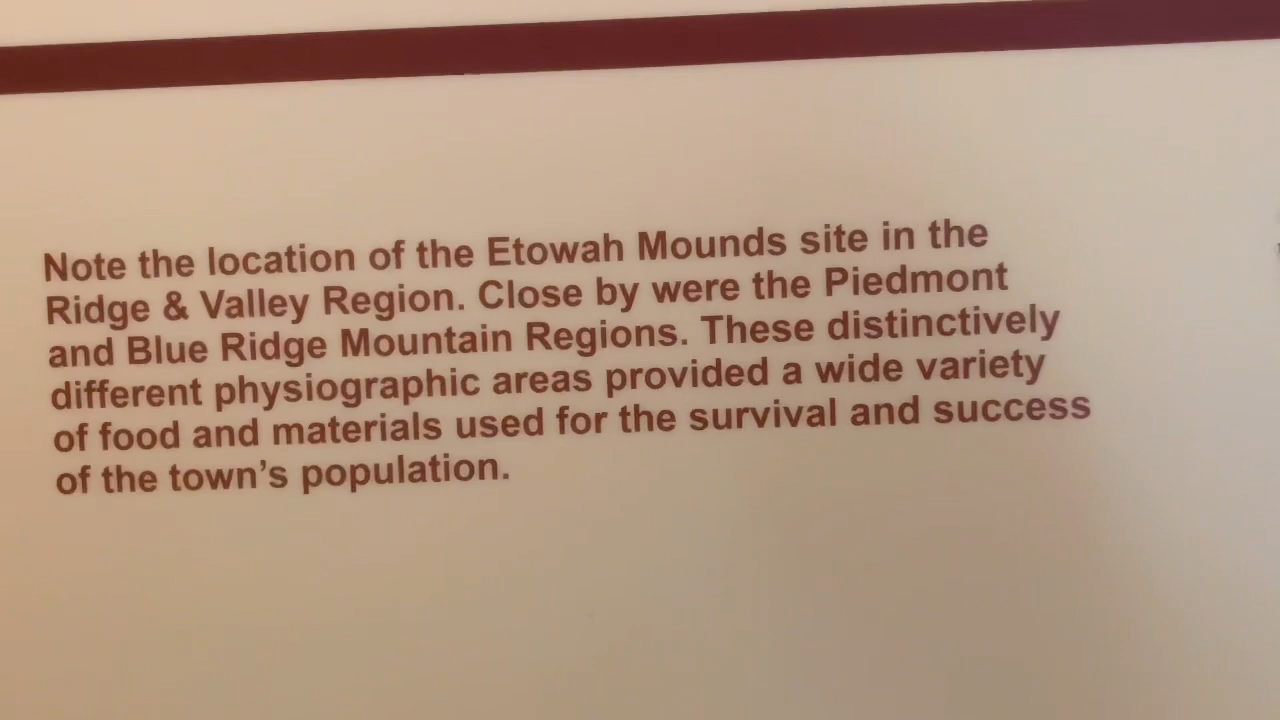 Note the location of the Etowah Mounds site in the
Ridge & Valley Region. Close by were the Piedmont
and Blue Ridge Mountain Regions. These distinctively
different physiographic areas provided a wide variety
of food and materials used for the survival and success
of the town’s population.